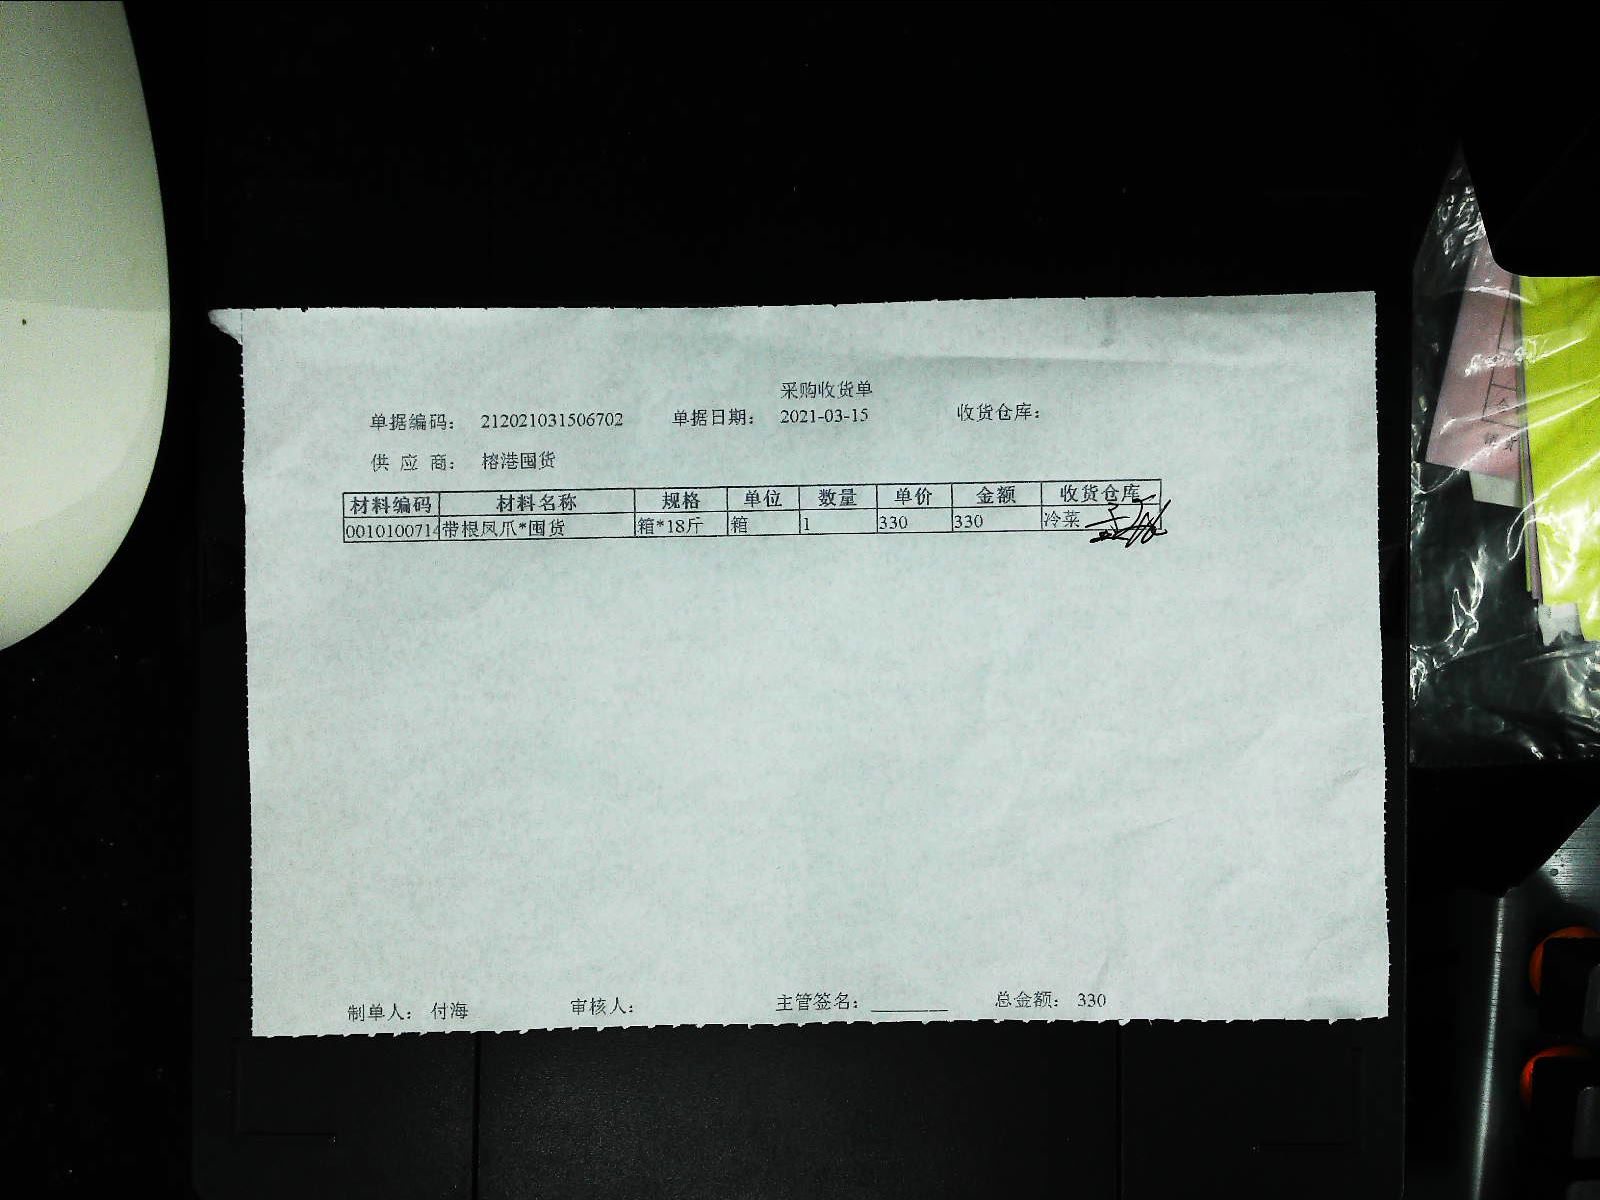 采购收货单
单据编码： 212021031506702 单据日期： 2021-03-15 收货仓库：
供 应 商： 榕港囤货
材料编码 材料名称 规格 单位 数量 单价 金额 收货仓库
0010100714 带根凤爪*囤货 箱*18斤 箱 1 330 330 冷菜
制单人： 付海 审核人： 主管签名： ________ 总金额： 330